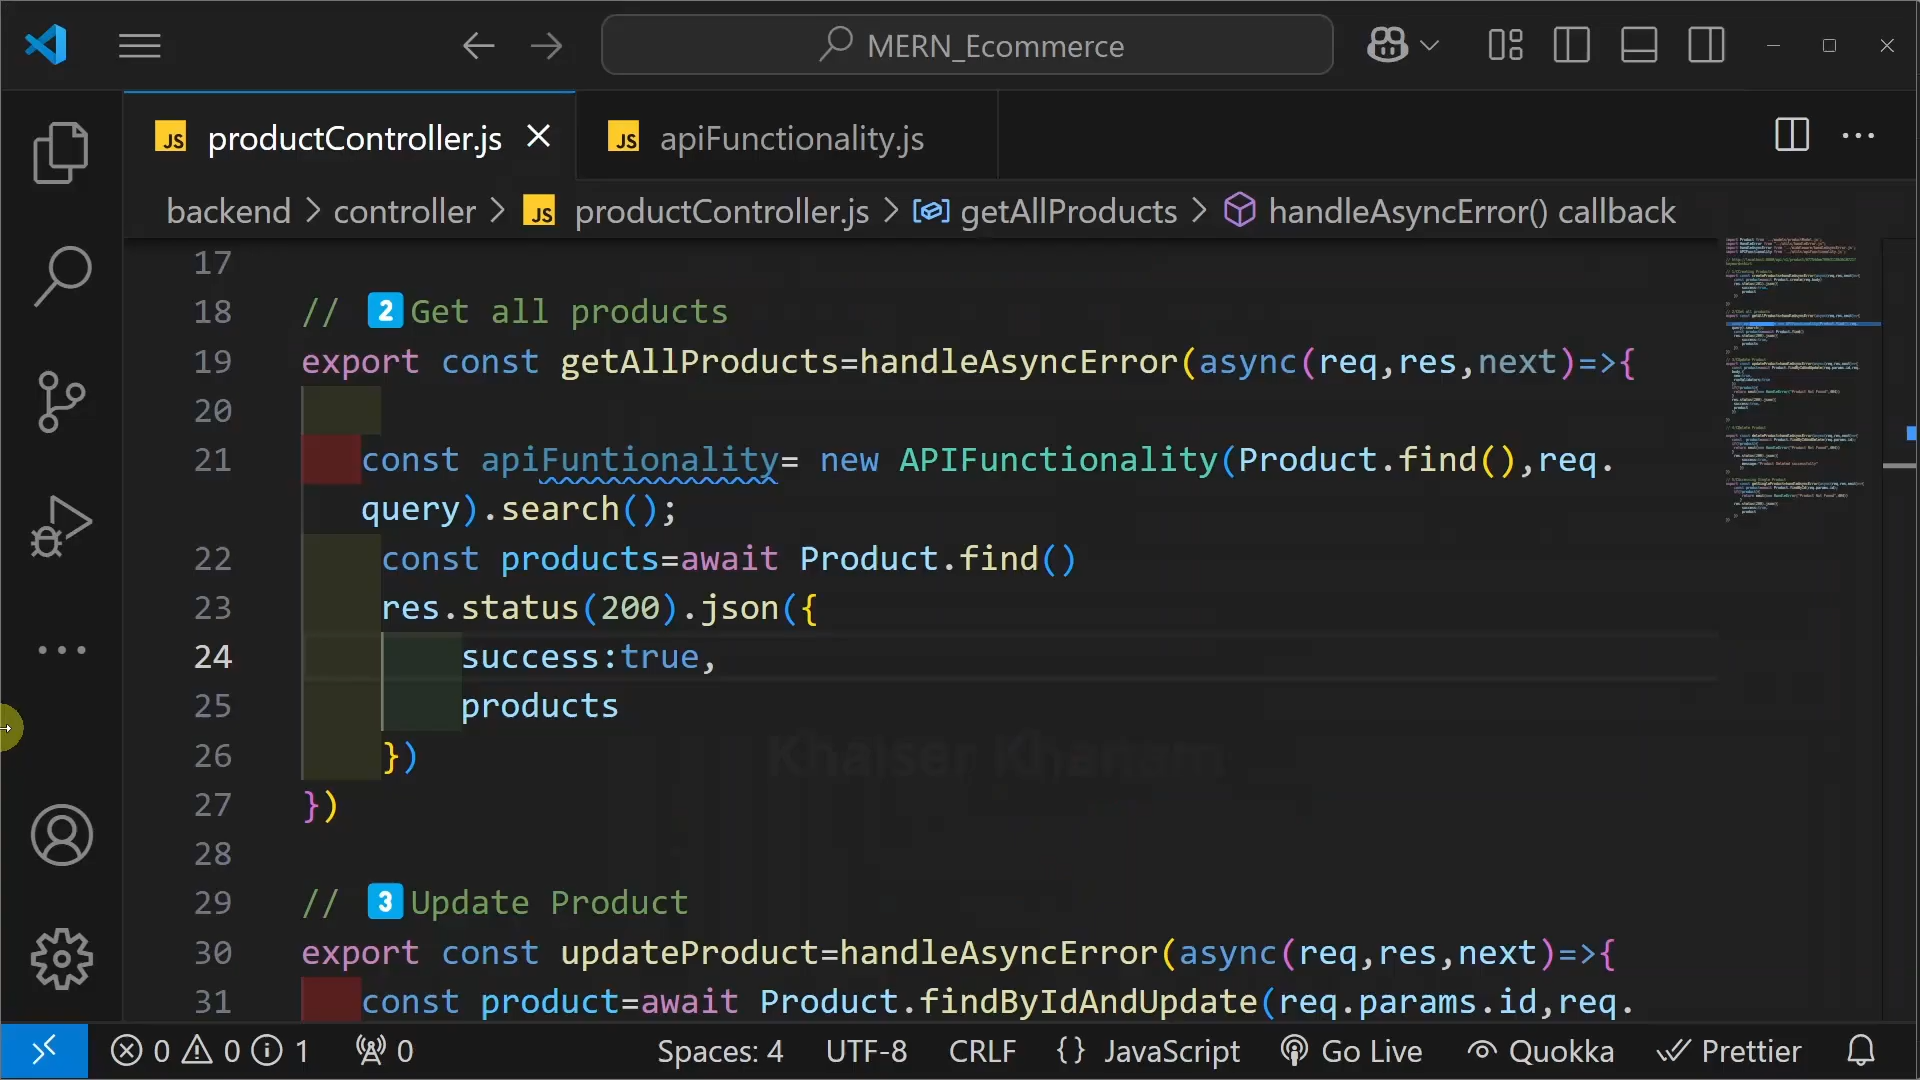 MERN_Ecommerce
JS productController.js
JS apiFunctionality.js
backend > controller > JS productController.js > getAllProducts > handleAsyncError() callback
17
18 // 2 Get all products
19 export const getAllProducts=handleAsyncError(async(req,res,next)=>{
20
21 const apiFuntionality= new APIFunctionality(Product.find(),req.
query).search();
22 const products=await Product.find()
23 res.status(200).json({
24 success:true,
25 products
26 })
27 })
28
29 // 3 Update Product
30 export const updateProduct=handleAsyncError(async(req,res,next)=>{
31 const product=await Product.findByIdAndUpdate(req.params.id,req.
0 0 1 0 Spaces: 4 UTF-8 CRLF {} JavaScript Go Live Quokka Prettier